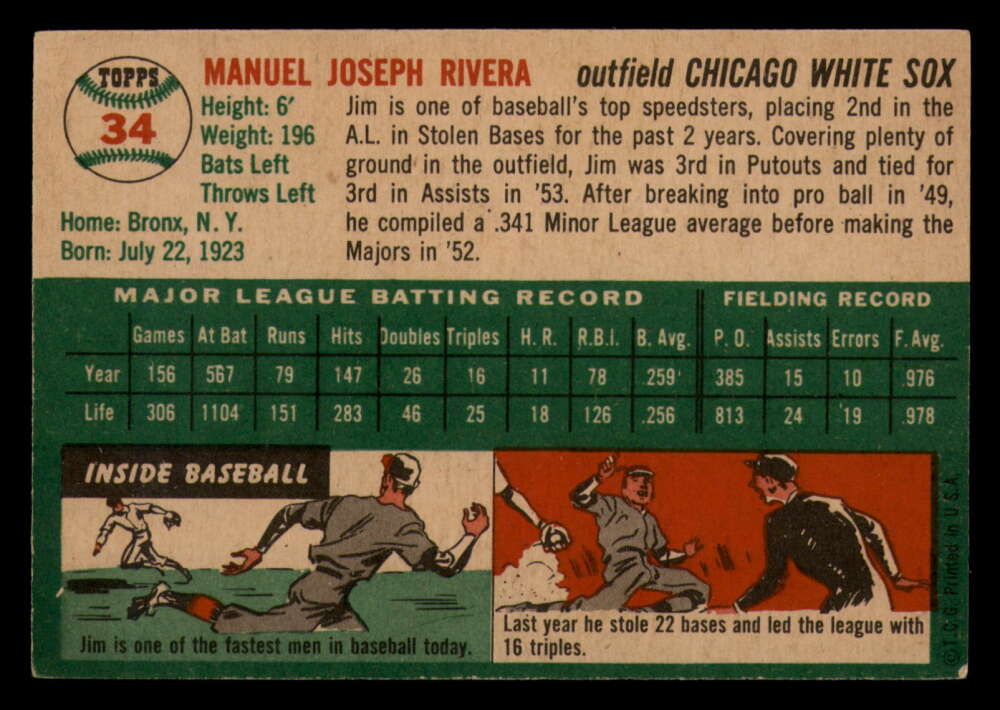 TOPPS
34
MANUEL JOSEPH RIVERA outfield CHICAGO WHITE SOX
Height: 6'
Weight: 196
Bats Left
Throws Left
Home: Bronx, N. Y.
Born: July 22, 1923
Jim is one of baseball's top speedsters, placing 2nd in the
A.L. in Stolen Bases for the past 2 years. Covering plenty of
ground in the outfield, Jim was 3rd in Putouts and tied for
3rd in Assists in '53. After breaking into pro ball in '49,
he compiled a .341 Minor League average before making the
Majors in '52.
MAJOR LEAGUE BATTING RECORD FIELDING RECORD
Games At Bat Runs Hits Doubles Triples H. R. R.B.I. B. Avg. P. O. Assists Errors F. Avg.
Year 156 567 79 147 26 16 11 78 .259 385 15 10 .976
Life 306 1104 151 283 46 25 18 126 .256 813 24 19 .978
INSIDE BASEBALL
Jim is one of the fastest men in baseball today.
Last year he stole 22 bases and led the league with
16 triples.
© T. C. G. Printed in U.S.A.